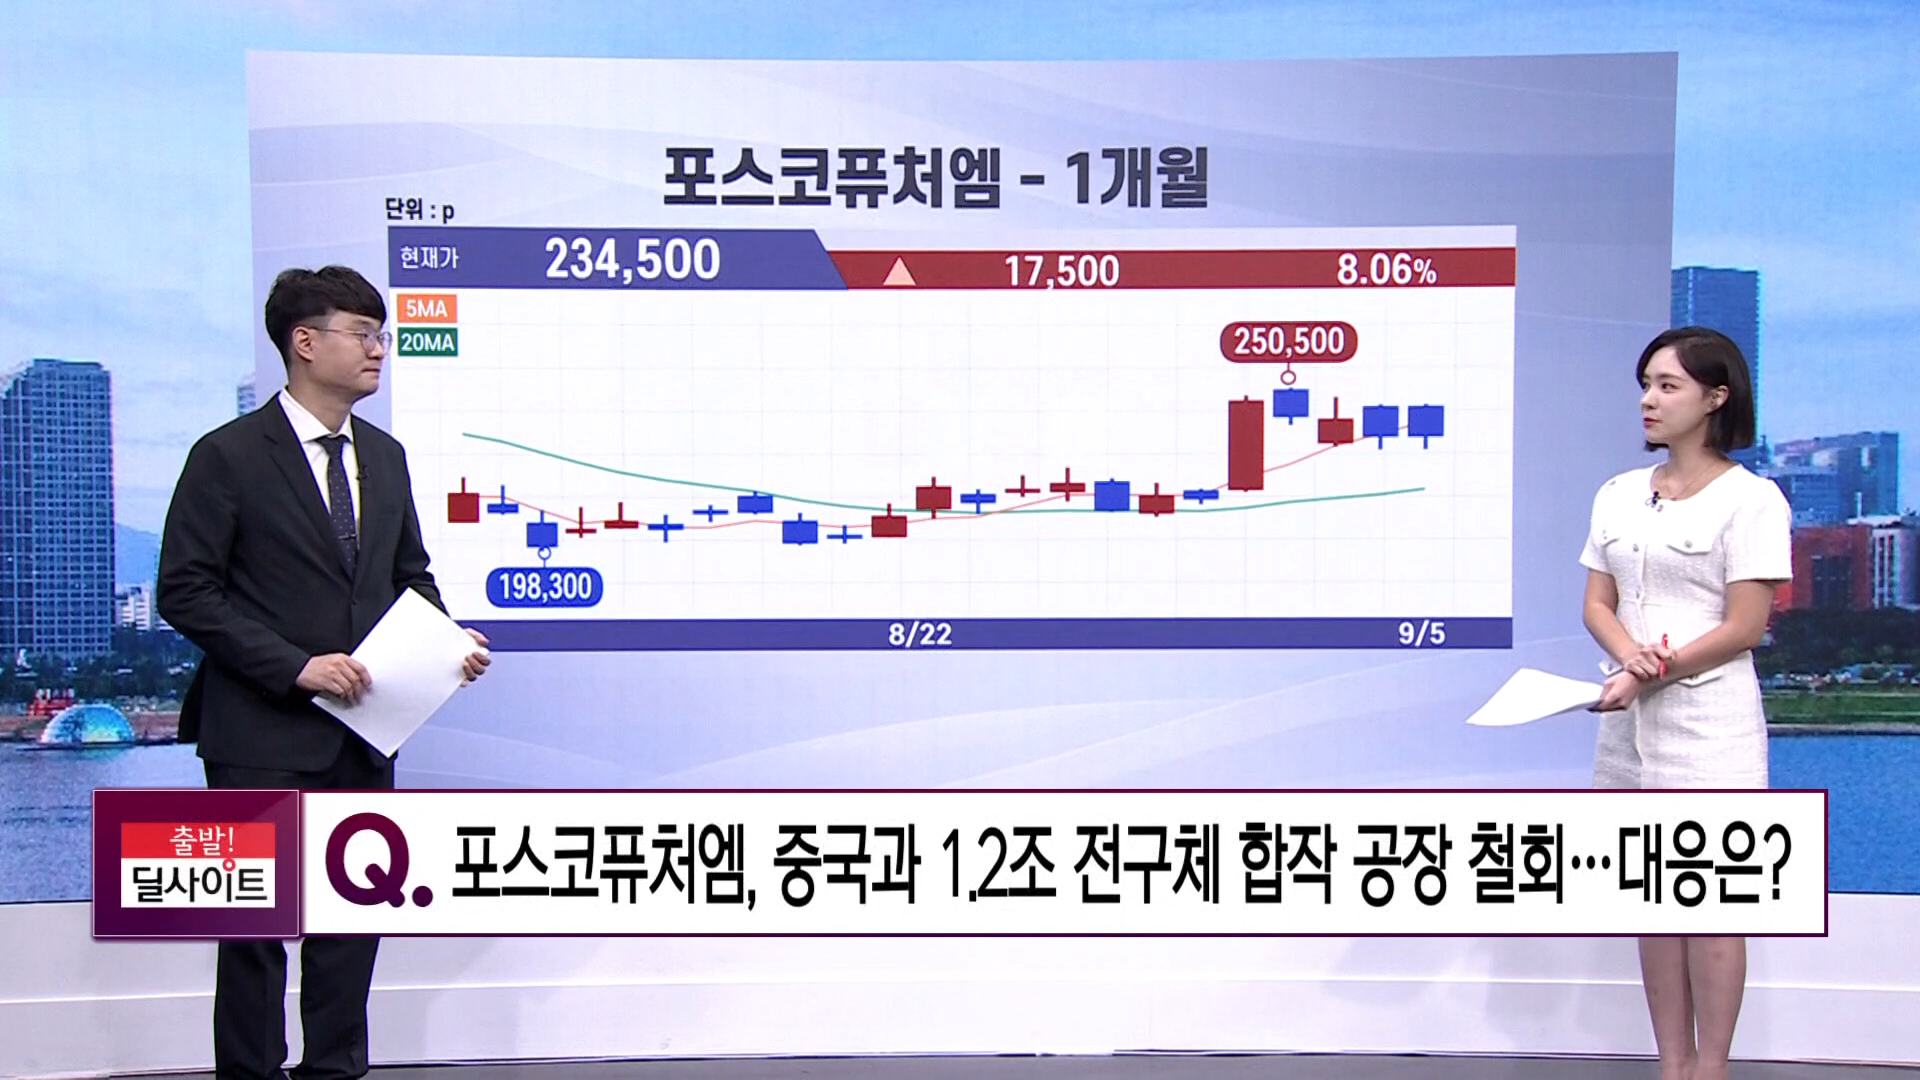 포스코퓨처엠 - 1개월
단위 : p
현재가 234,500 ▲ 17,500 8.06%
5MA
20MA
250,500
198,300
8/22 9/5
출발!
딜사이트
Q. 포스코퓨처엠, 중국과 1.2조 전구체 합작 공장 철회…대응은?